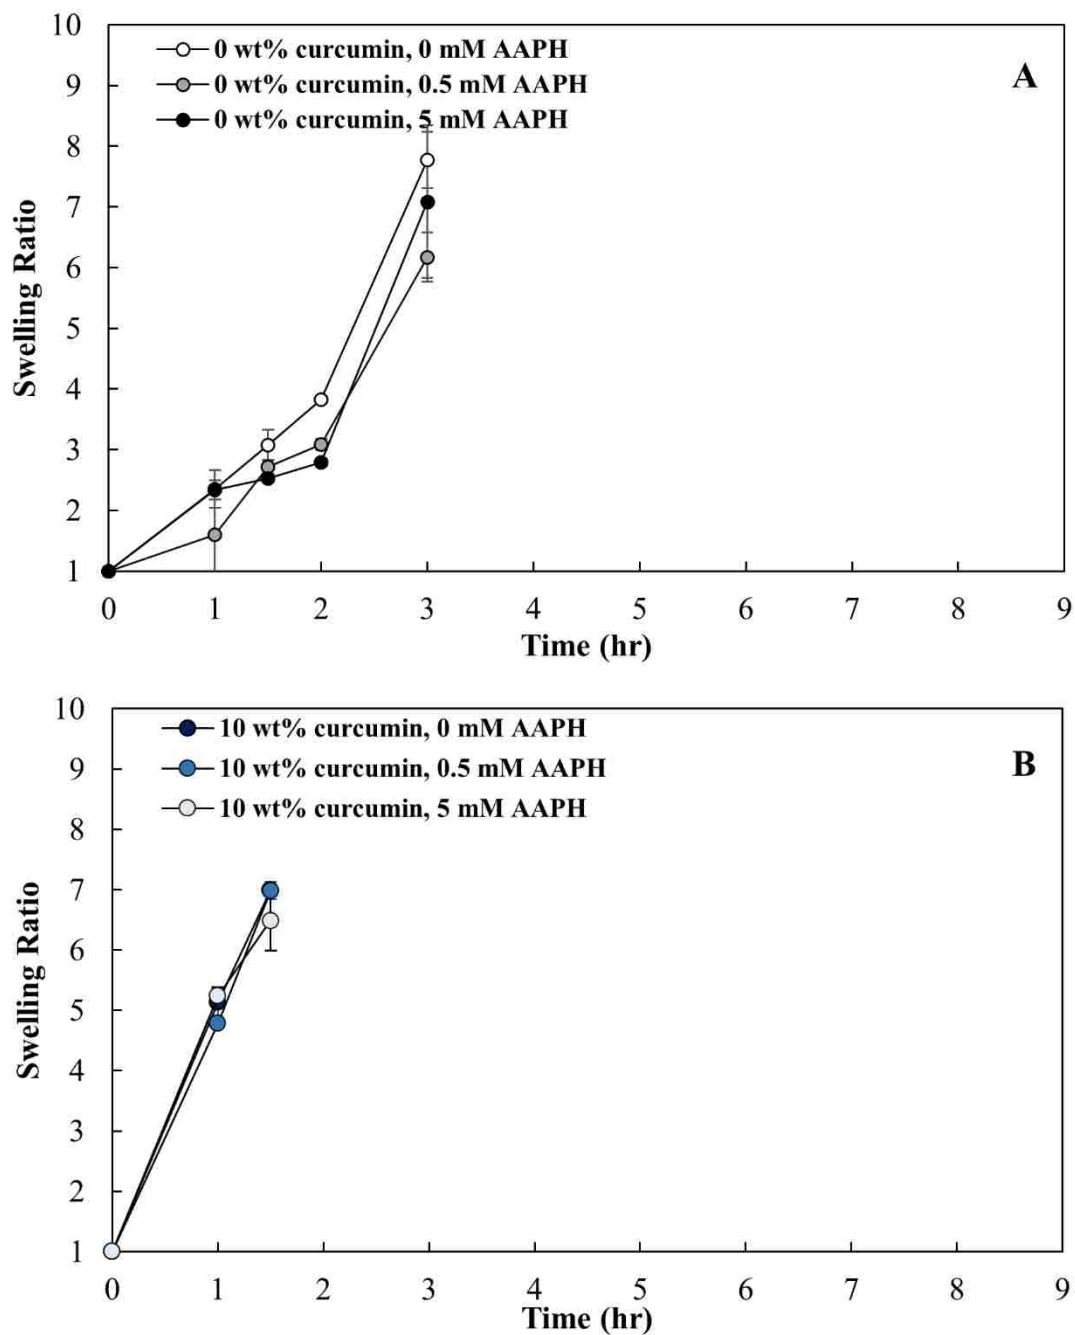 10
0 wt% curcumin, 0 mM AAPH
9
0 wt% curcumin, 0.5 mM AAPH
A
0 wt% curcumin, 5 mM AAPH
8
7
6
5
4
3
2
1
Swelling Ratio
0 1 2 3 4 5 6 7 8 9
Time (hr)
10
10 wt% curcumin, 0 mM AAPH
9
10 wt% curcumin, 0.5 mM AAPH
B
10 wt% curcumin, 5 mM AAPH
8
7
6
5
4
3
2
1
Swelling Ratio
0 1 2 3 4 5 6 7 8 9
Time (hr)